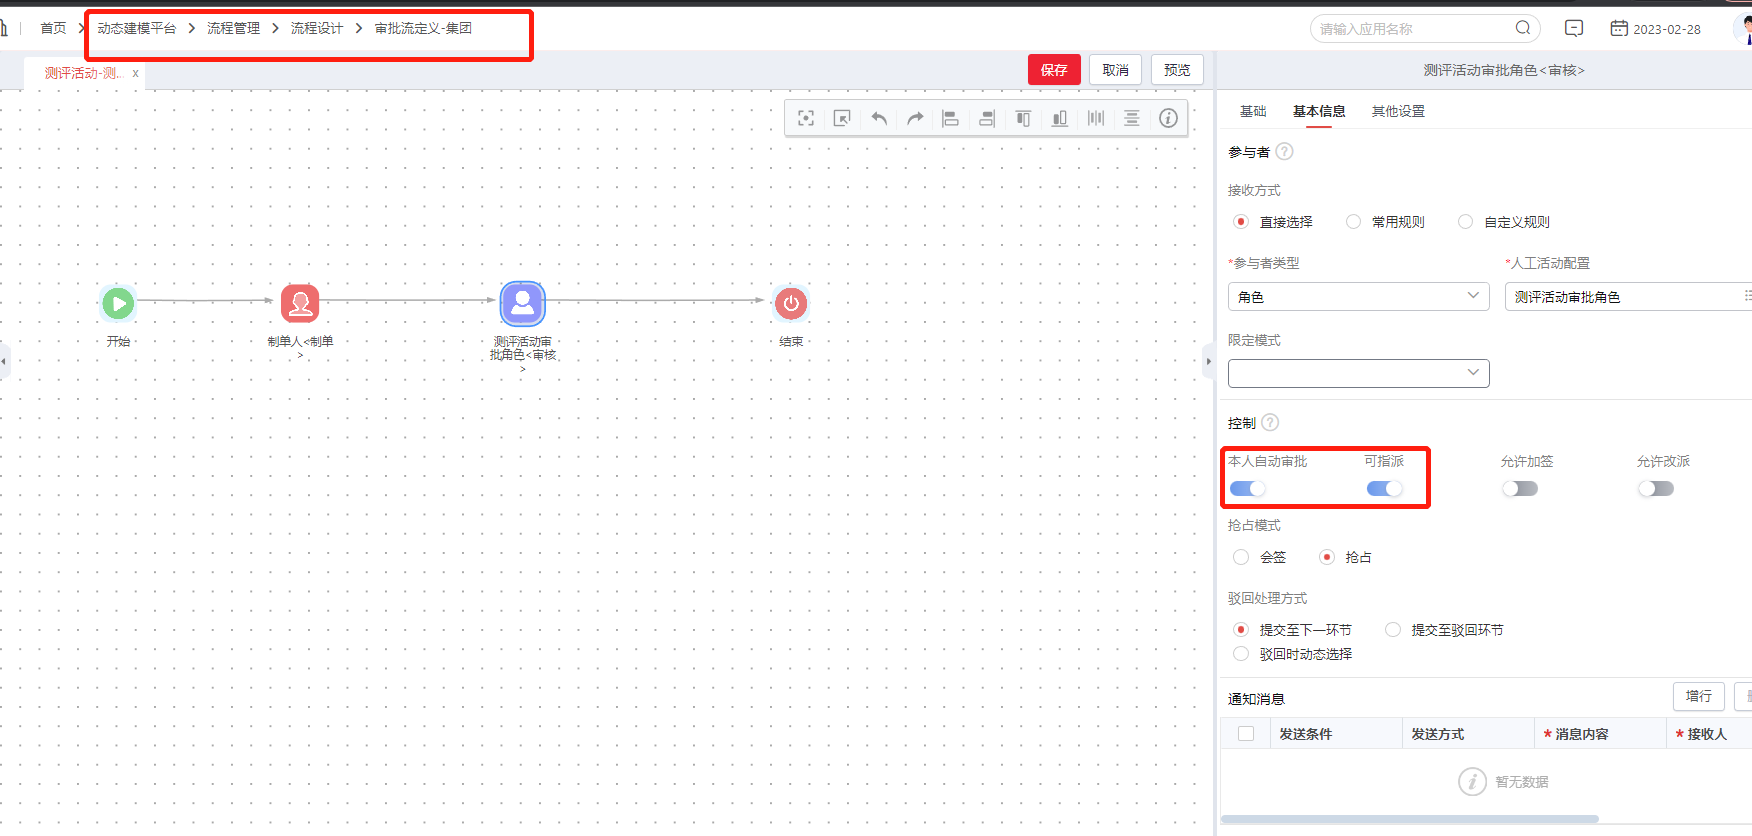 首页 > 动态建模平台 > 流程管理 > 流程设计 > 审批流定义-集团
请输入应用名称
2023-02-28
测评活动-测... x
保存 取消 预览
测评活动审批角色<审核>
基础 基本信息 其他设置
参与者 ?
接收方式
直接选择 常用规则 自定义规则
*参与者类型 *人工活动配置
角色 测评活动审批角色
限定模式
开始
制单人<制单
>
测评活动审
批角色<审核
>
结束
控制 ?
本人自动审批 可指派 允许加签 允许改派
抢占模式
会签 抢占
驳回处理方式
提交至下一环节 提交至驳回环节
驳回时动态选择
通知消息 增行
发送条件 发送方式 *消息内容 *接收人
暂无数据